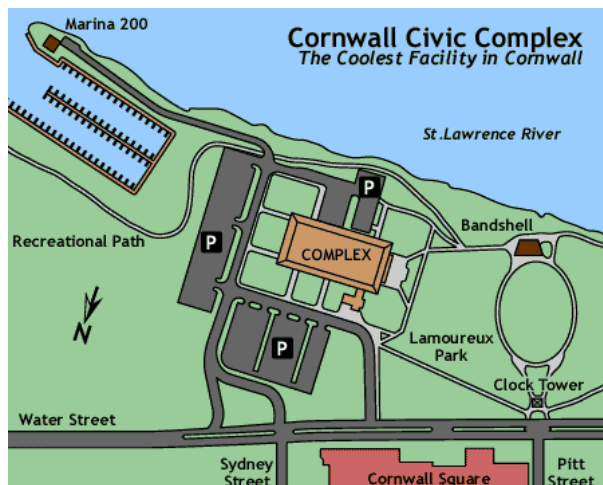 Marina 200
Cornwall Civic Complex
The Coolest Facility in Cornwall
St.Lawrence River
P
Bandshell
Recreational Path
P
COMPLEX
N
P
Lamoureux
Park
Clock Tower
Water Street
Sydney
Street
Cornwall Square
Pitt
Street